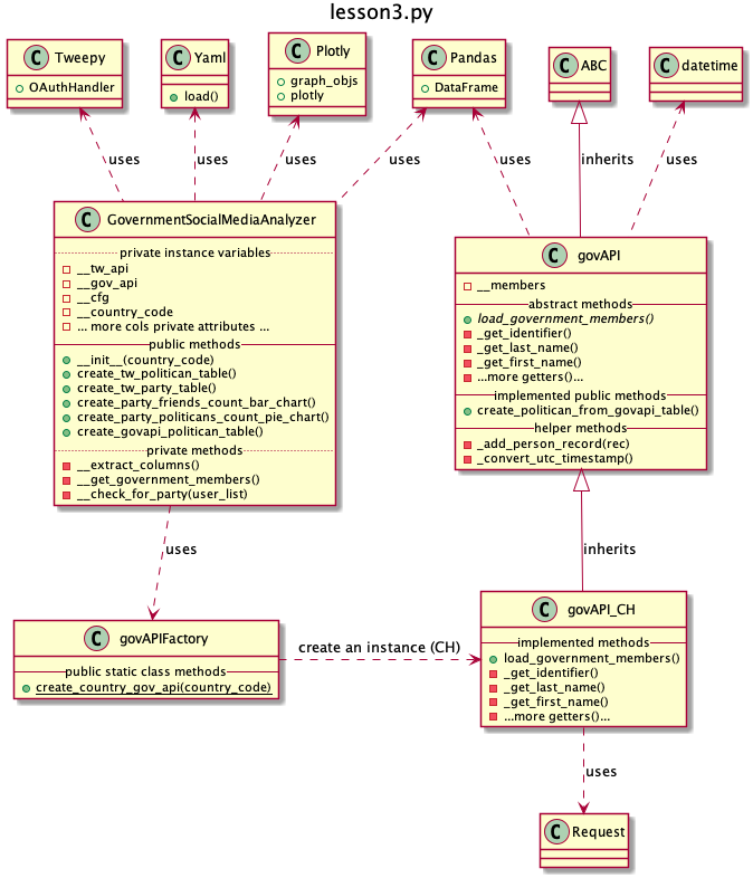 lesson3.py
C Tweepy
OAuthHandler
C Yaml
load()
C Plotly
graph_objs
plotly
C Pandas
DataFrame
C ABC
C datetime
uses
uses
uses
uses
uses
inherits
uses
C GovernmentSocialMediaAnalyzer
private instance variables
__tw_api
__gov_api
__cfg
__country_code
... more cols private attributes ...
public methods
__init__(country_code)
create_tw_politican_table()
create_tw_party_table()
create_party_friends_count_bar_chart()
create_party_politicans_count_pie_chart()
create_govapi_politican_table()
private methods
__extract_columns()
__get_government_members()
__check_for_party(user_list)
C govAPI
__members
abstract methods
load_government_members()
_get_identifier()
_get_last_name()
_get_first_name()
...more getters()...
implemented public methods
create_politican_from_govapi_table()
helper methods
_add_person_record(rec)
_convert_utc_timestamp()
uses
inherits
C govAPIFactory
public static class methods
create_country_gov_api(country_code)
create an instance (CH)
C govAPI_CH
implemented methods
load_government_members()
_get_identifier()
_get_last_name()
_get_first_name()
...more getters()...
uses
C Request